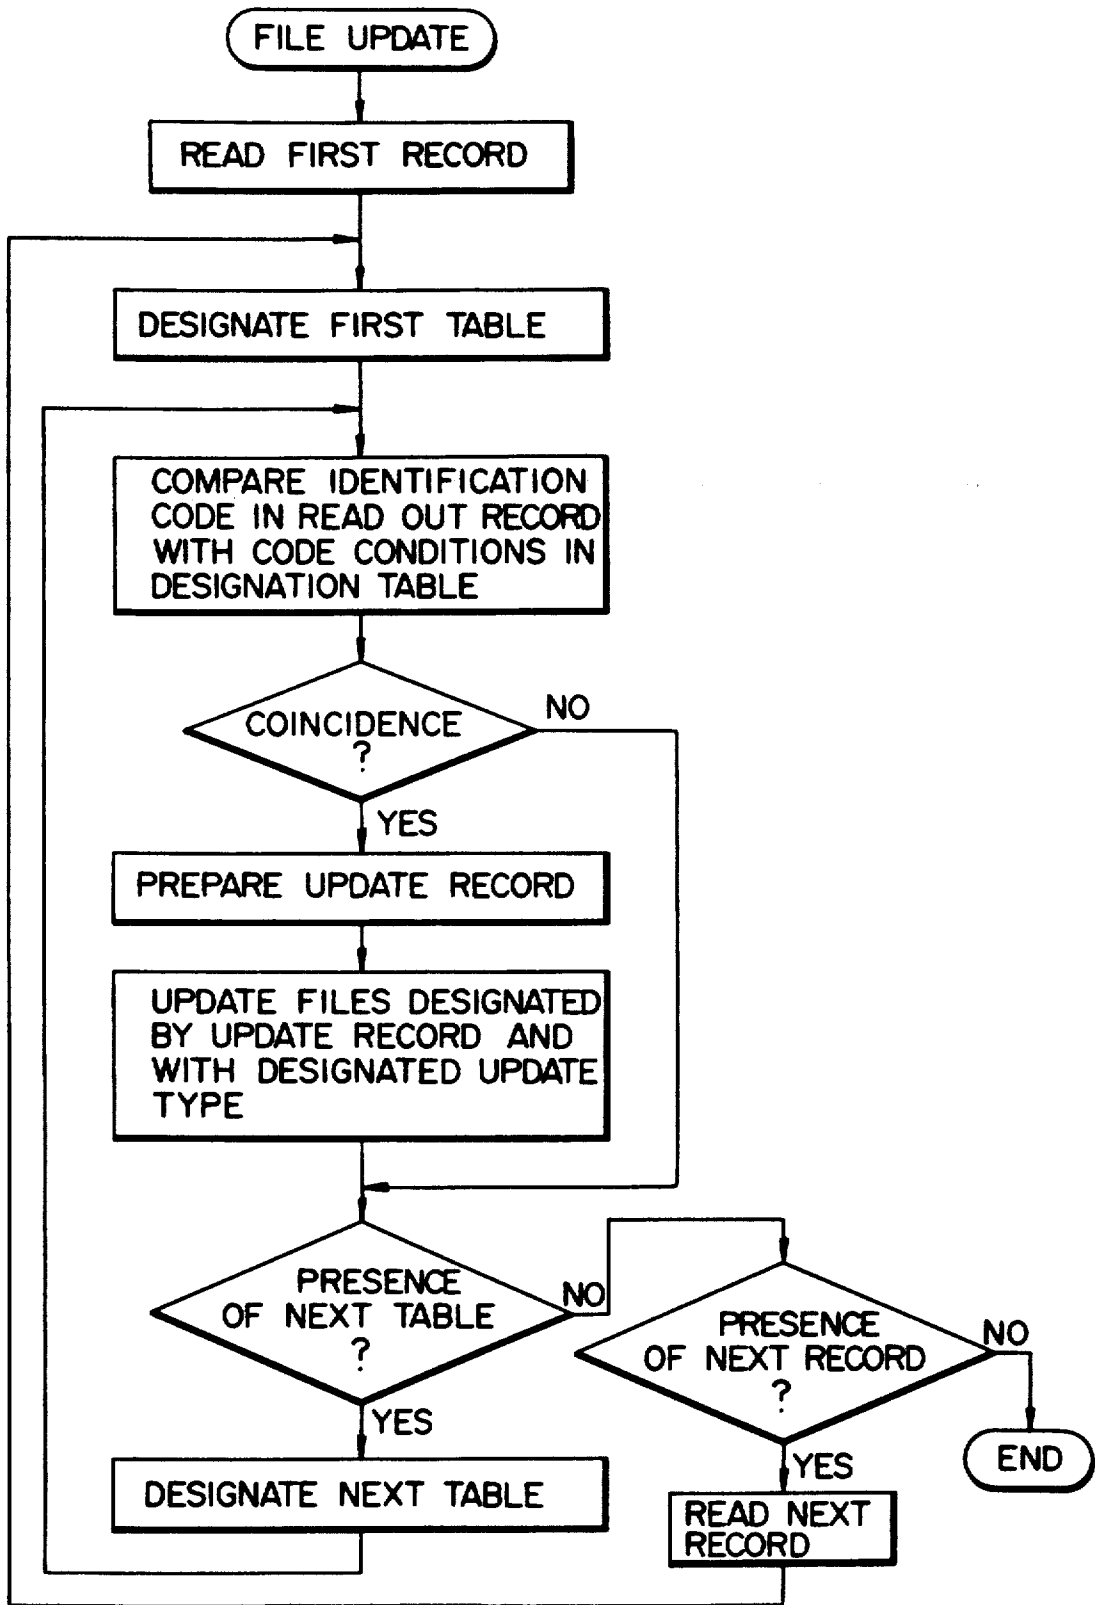 FILE UPDATE
READ FIRST RECORD
DESIGNATE FIRST TABLE
COMPARE IDENTIFICATION
CODE IN READ OUT RECORD
WITH CODE CONDITIONS IN
DESIGNATION TABLE
COINCIDENCE
?
NO
YES
PREPARE UPDATE RECORD
UPDATE FILES DESIGNATED
BY UPDATE RECORD AND
WITH DESIGNATED UPDATE
TYPE
PRESENCE
OF NEXT TABLE
?
NO
YES
DESIGNATE NEXT TABLE
PRESENCE
OF NEXT RECORD
?
NO
END
YES
READ NEXT
RECORD